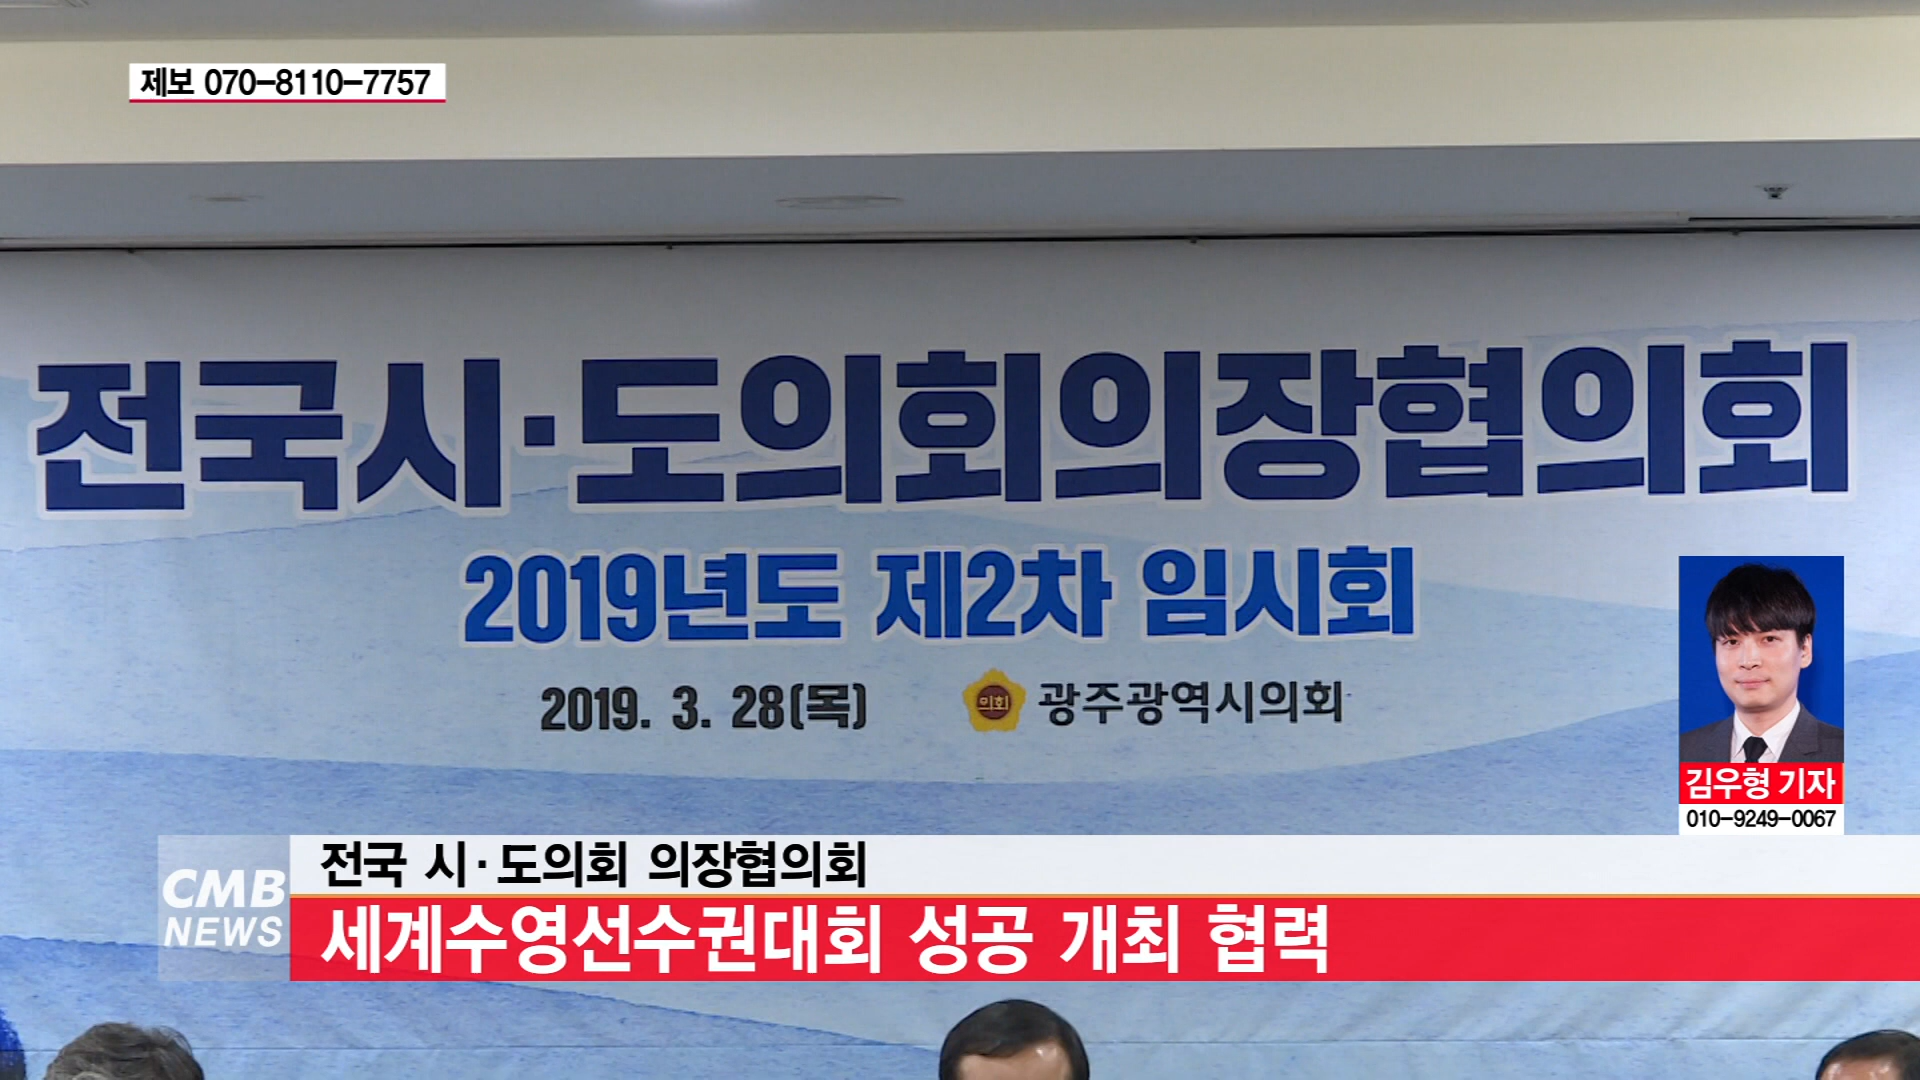 제보 070-8110-7757
전국시·도의회의장협의회
2019년도 제2차 임시회
2019. 3. 28(목)
의회 광주광역시의회
김우형 기자
010-9249-0067
CMB
NEWS
전국 시·도의회 의장협의회
세계수영선수권대회 성공 개최 협력